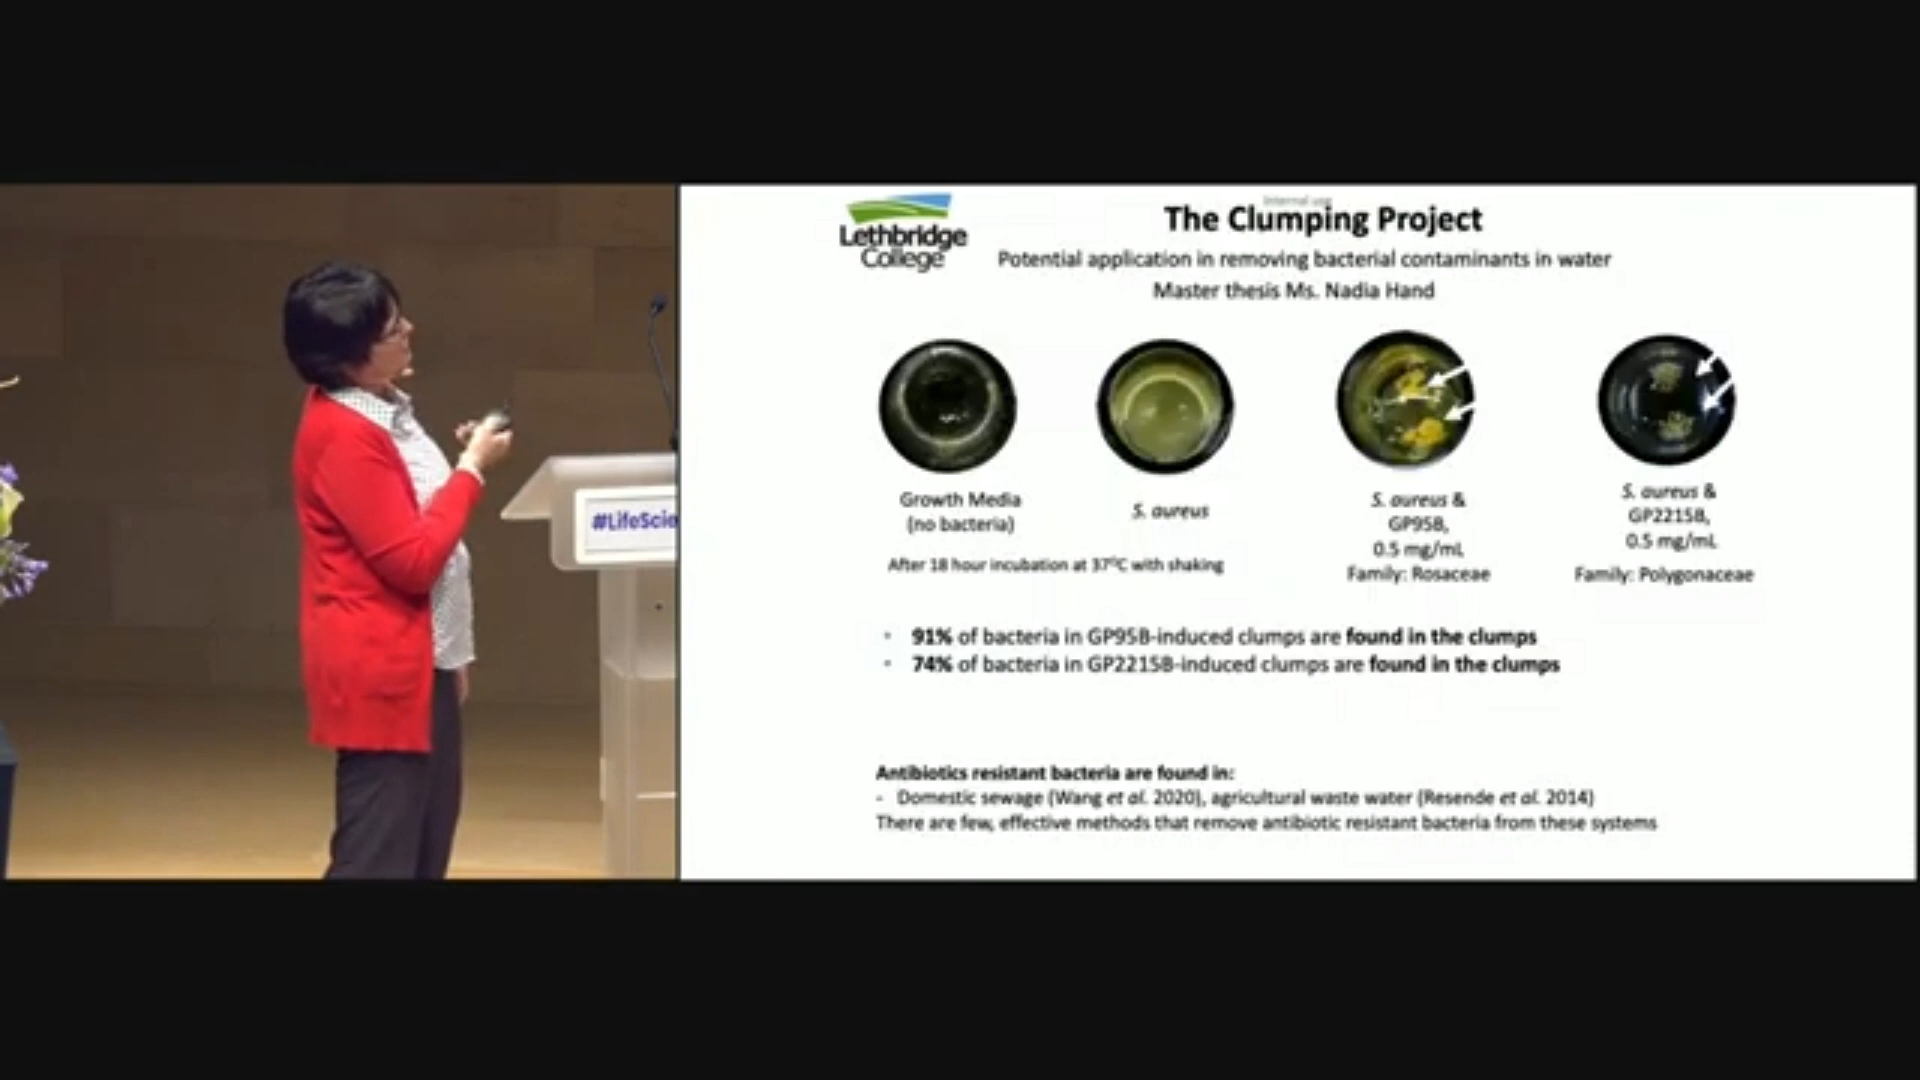 Internal use
The Clumping Project
Lethbridge
College
Potential application in removing bacterial contaminants in water
Master thesis Ms. Nadia Hand
Growth Media
(no bacteria)
S. aureus
S. aureus &
GP95B,
0.5 mg/mL
Family: Rosaceae
S. aureus &
GP2215B,
0.5 mg/mL
Family: Polygonaceae
After 18 hour incubation at 37⁰C with shaking
#LifeScie
• 91% of bacteria in GP95B-induced clumps are found in the clumps
• 74% of bacteria in GP2215B-induced clumps are found in the clumps
Antibiotics resistant bacteria are found in:
- Domestic sewage (Wang et al. 2020), agricultural waste water (Resende et al. 2014)
There are few, effective methods that remove antibiotic resistant bacteria from these systems